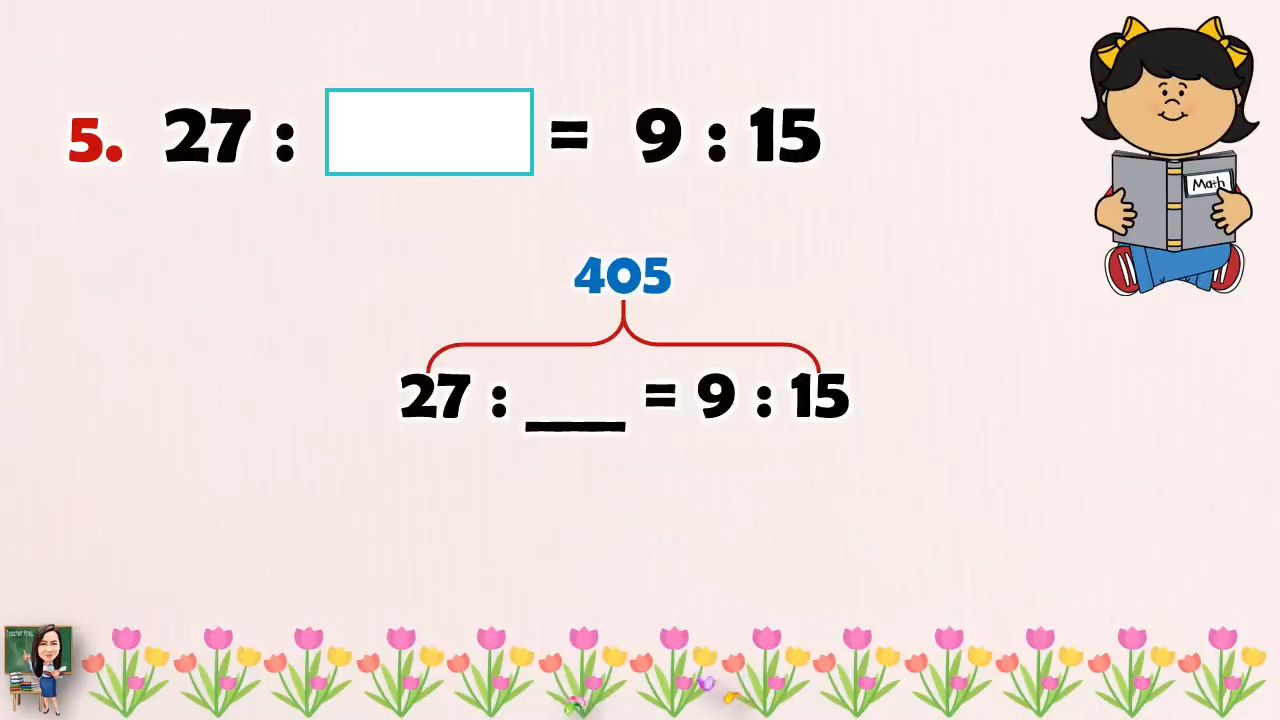 5. 27 : = 9 : 15
Math
405
27 : ___ = 9 : 15